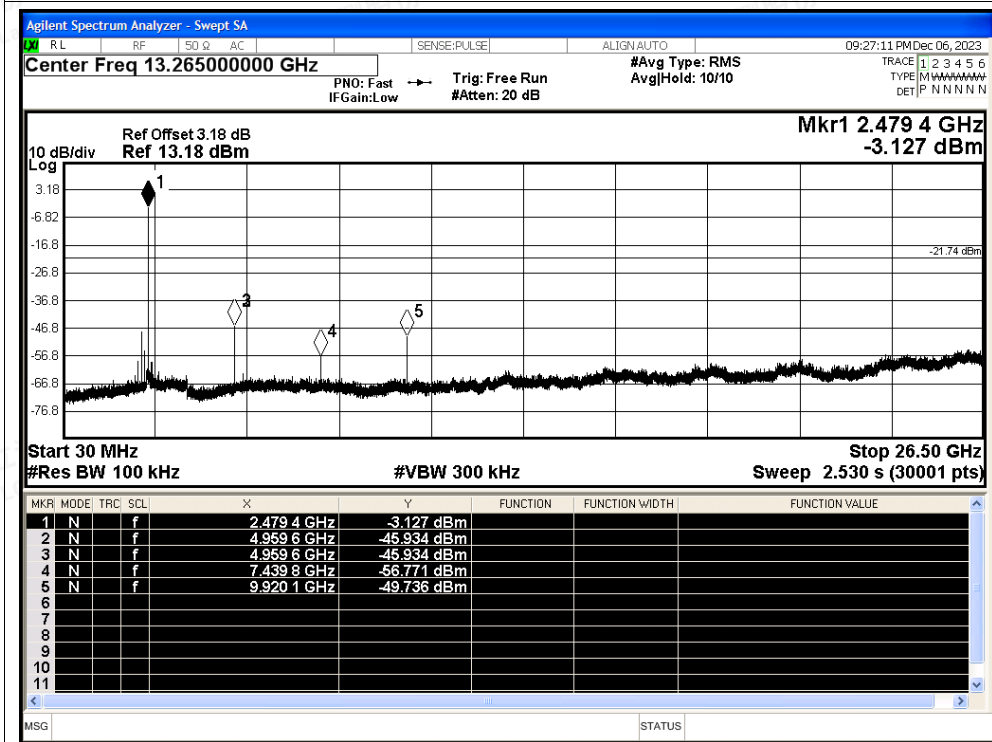 Agilent Spectrum Analyzer - Swept SA
LXI RL RF 50 Ω AC SENSE:PULSE ALIGN AUTO 09:27:11 PM Dec 06, 2023
Center Freq 13.265000000 GHz
PNO: Fast
IFGain:Low
Trig: Free Run
#Atten: 20 dB
#Avg Type: RMS
Avg|Hold: 10/10
TRACE 1 2 3 4 5 6
TYPE M
DET P N N N N N
Ref Offset 3.18 dB
10 dB/div Ref 13.18 dBm
Log
Mkr1 2.479 4 GHz
-3.127 dBm
3.18
-6.82
-16.8
-26.8
-36.8
-46.8
-56.8
-66.8
-76.8
1
3
4
5
-21.74 dBm
Start 30 MHz Stop 26.50 GHz
#Res BW 100 kHz #VBW 300 kHz Sweep 2.530 s (30001 pts)
MKR MODE TRC SCL X Y FUNCTION FUNCTION WIDTH FUNCTION VALUE
1 N f 2.479 4 GHz -3.127 dBm
2 N f 4.959 6 GHz -45.934 dBm
3 N f 4.959 6 GHz -45.934 dBm
4 N f 7.439 8 GHz -56.771 dBm
5 N f 9.920 1 GHz -49.736 dBm
6
7
8
9
10
11
MSG STATUS